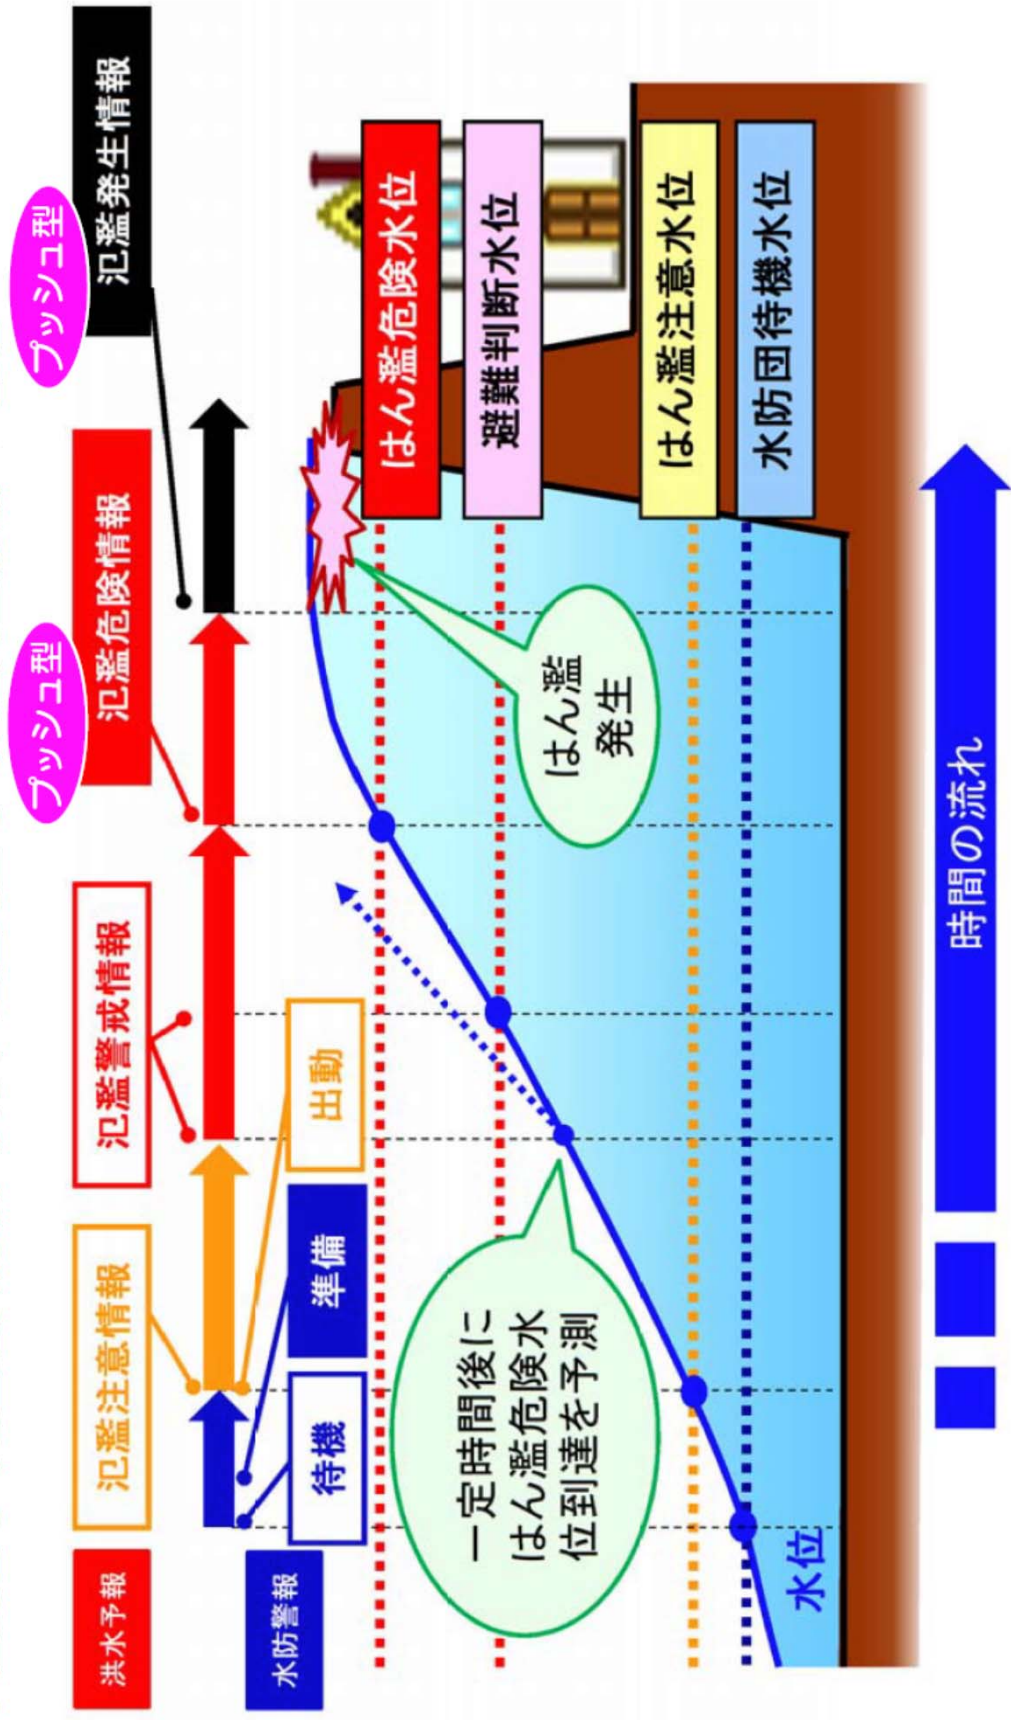 プッシュ型
プッシュ型
洪水予報
氾濫注意情報
氾濫警戒情報
氾濫危険情報
氾濫発生情報
水防警報
待機
準備
出動
はん濫危険水位
避難判断水位
はん濫注意水位
水防団待機水位
一定時間後に
はん濫危険水
位到達を予測
はん濫
発生
水位
時間の流れ